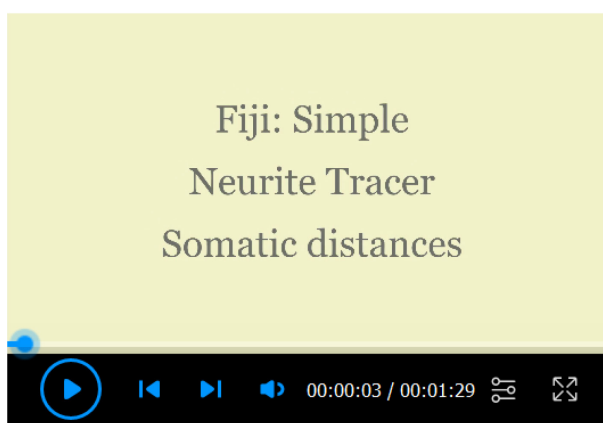 Fiji: Simple
Neurite Tracer
Somatic distances
00:00:03 / 00:01:29